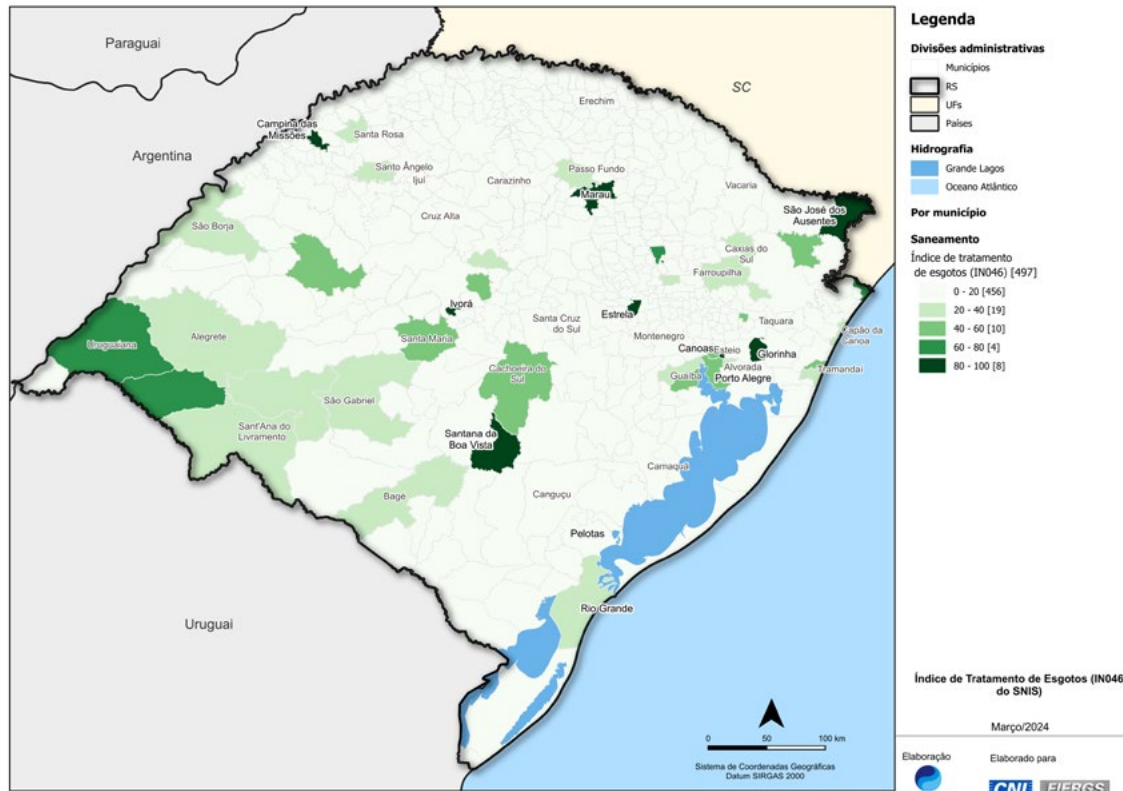 Paraguai
Argentina
Uruguai
SC
Erechim
Campina das
Missões
Santa Rosa
Santo Ângelo
Ijuí
Carazinho
Passo Fundo
Marau
Vacaria
São José dos
Ausentes
Cruz Alta
São Borja
Caxias do
Sul
Farroupilha
Ivorá
Estrela
Santa Cruz
do Sul
Uruguaiana
Alegrete
Santa Maria
Montenegro
Taquara
Capão da
Canoa
Canoas
Esteio
Glorinha
Cachoeira do
Sul
Guaíba
Alvorada
Porto Alegre
Tramandaí
São Gabriel
Sant'Ana do
Livramento
Santana da
Boa Vista
Camaquã
Bagé
Canguçu
Pelotas
Rio Grande
0 50 100 km
Sistema de Coordenadas Geográficas
Datum SIRGAS 2000
Legenda
Divisões administrativas
Municípios
RS
UFs
Países
Hidrografia
Grande Lagos
Oceano Atlântico
Por município
Saneamento
Índice de tratamento
de esgotos (IN046) [497]
0 - 20 [456]
20 - 40 [19]
40 - 60 [10]
60 - 80 [4]
80 - 100 [8]
Índice de Tratamento de Esgotos (IN046
do SNIS)
Março/2024
Elaboração
Elaborado para
CNI FIERGS